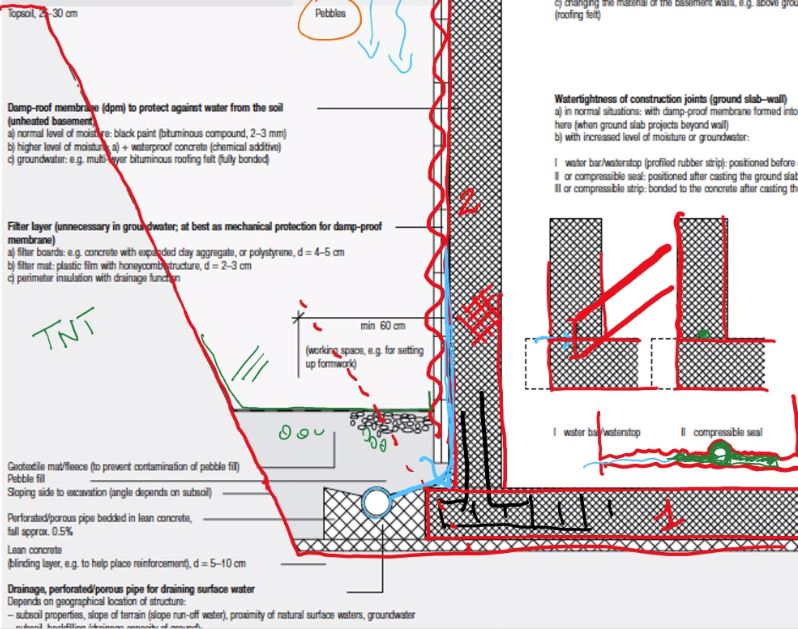 Topsoil, 25–30 cm
Pebbles
Damp-roof membrane (dpm) to protect against water from the soil
(unheated basement)
a) normal level of moisture: black paint (bituminous compound, 2–3 mm)
b) higher level of moisture: a) + waterproof concrete (chemical additive)
c) groundwater: e.g. multi-layer bituminous roofing felt (fully bonded)
Filter layer (unnecessary in groundwater; at best as mechanical protection for damp-proof
membrane)
a) filter boards: e.g. concrete with expanded clay aggregate, or polystyrene, d = 4–5 cm
b) filter mat: plastic film with honeycomb structure, d = 2–3 cm
c) perimeter insulation with drainage function
TNT
min 60 cm
(working space, e.g. for setting
up formwork)
2
Geotextile mat/fleece (to prevent contamination of pebble fill)
Pebble fill
Sloping side to excavation (angle depends on subsoil)
Perforated/porous pipe bedded in lean concrete,
fall approx. 0.5%
Lean concrete
(blinding layer, e.g. to help place reinforcement), d = 5–10 cm
1
Drainage, perforated/porous pipe for draining surface water
Depends on geographical location of structure:
– subsoil properties, slope of terrain (slope run-off water), proximity of natural surface waters, groundwater
c) changing the material of the basement walls, e.g. above
(roofing felt)
Watertightness of construction joints (ground slab–wall)
a) in normal situations: with damp-proof membrane formed into
here (when ground slab projects beyond wall)
b) with increased level of moisture or groundwater:
I water bar/waterstop (profiled rubber strip): positioned before
II or compressible seal: positioned after casting the ground slab
III or compressible strip: bonded to the concrete after casting the
I water bar/waterstop
II compressible seal